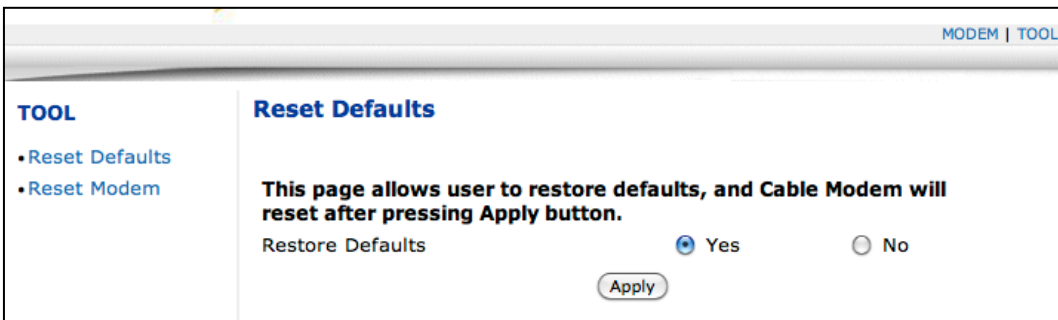 MODEM | TOOL
TOOL
•Reset Defaults
•Reset Modem
Reset Defaults
This page allows user to restore defaults, and Cable Modem will
reset after pressing Apply button.
Restore Defaults Yes No
Apply